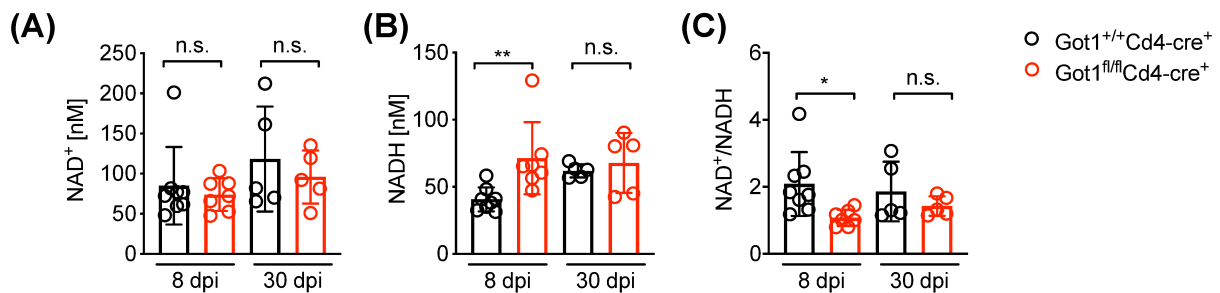 (A)
NAD⁺ [nM]
250
200
150
100
50
0
n.s.
n.s.
8 dpi
30 dpi
(B)
NADH [nM]
150
100
50
0
**
n.s.
8 dpi
30 dpi
(C)
NAD⁺/NADH
6
4
2
0
*
n.s.
8 dpi
30 dpi
Got1⁺/⁺Cd4-cre⁺
Got1ᶠˡ/ᶠˡCd4-cre⁺